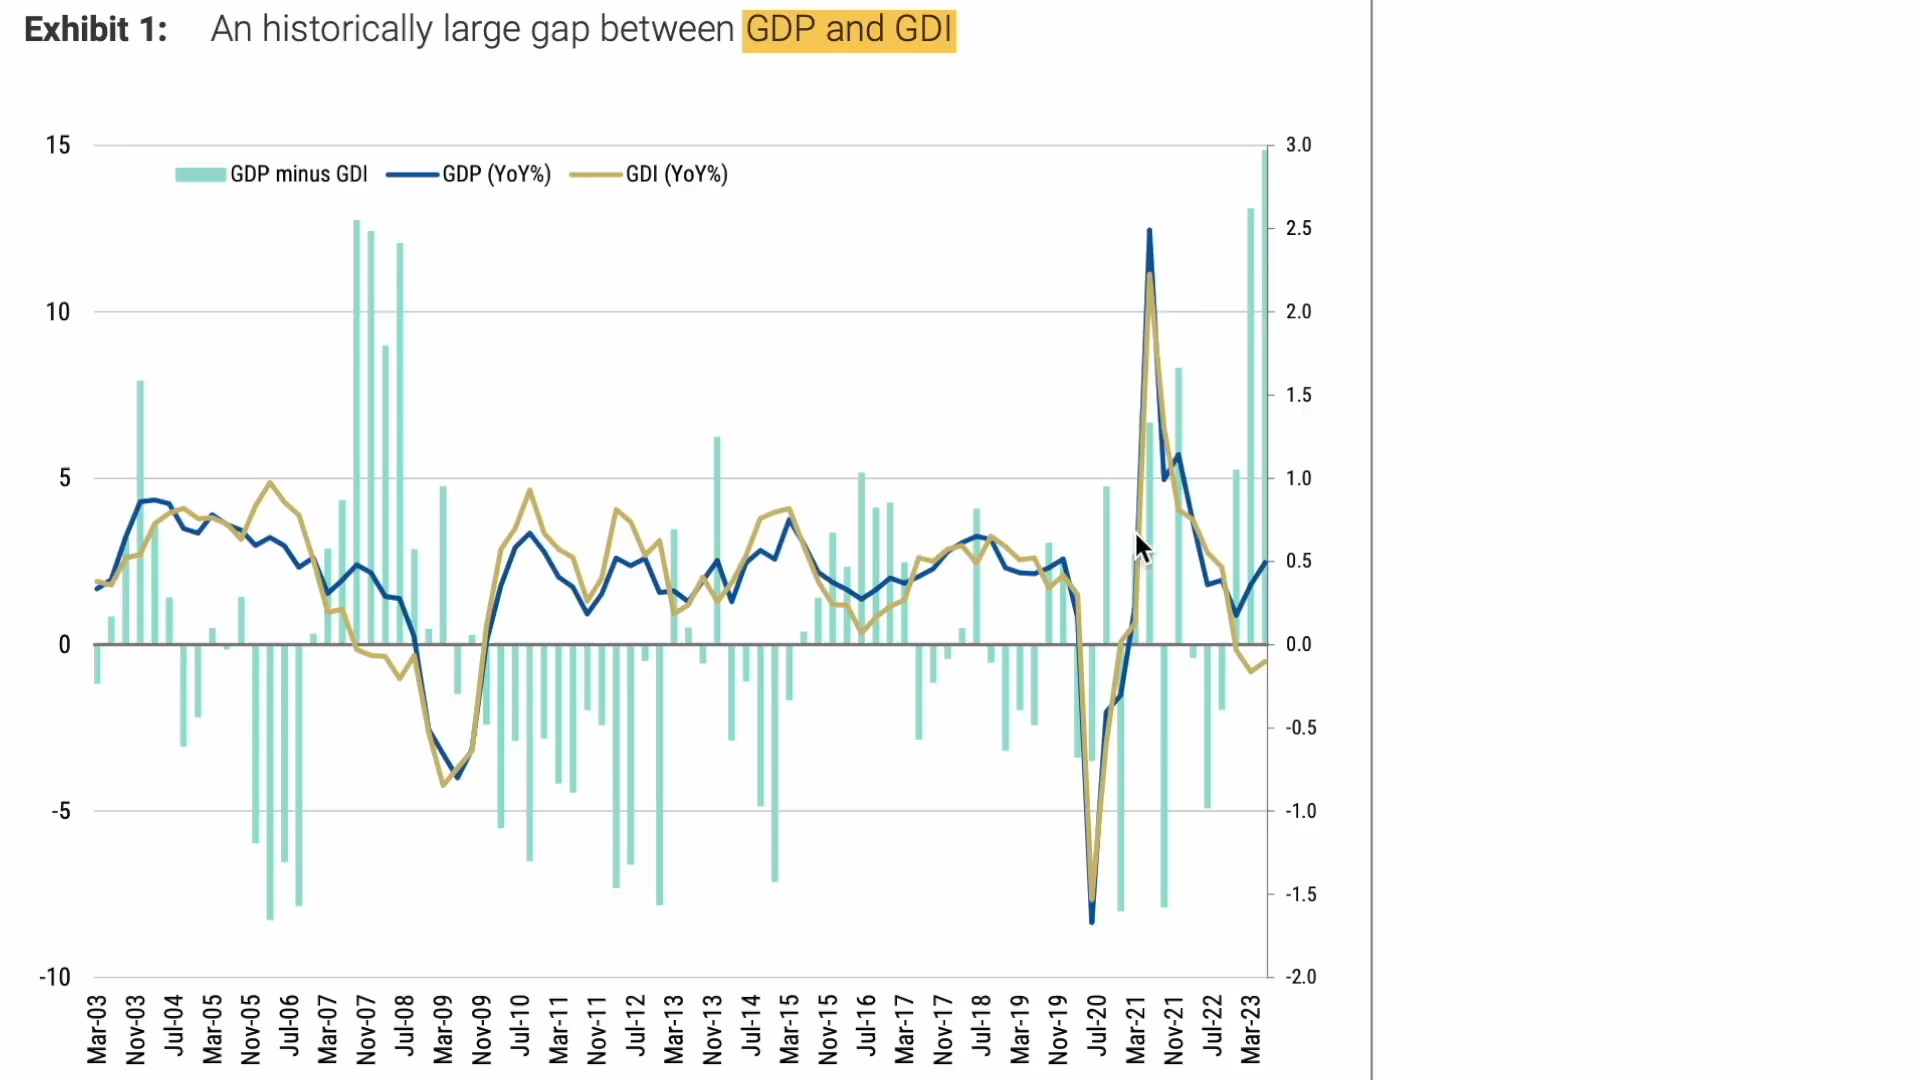 Exhibit 1: An historically large gap between GDP and GDI
15 3.0
GDP minus GDI GDP (YoY%) GDI (YoY%)
2.5
10 2.0
1.5
5 1.0
0.5
0 0.0
-0.5
-5 -1.0
-1.5
-10 -2.0
Mar-03
Nov-03
Jul-04
Mar-05
Nov-05
Jul-06
Mar-07
Nov-07
Jul-08
Mar-09
Nov-09
Jul-10
Mar-11
Nov-11
Jul-12
Mar-13
Nov-13
Jul-14
Mar-15
Nov-15
Jul-16
Mar-17
Nov-17
Jul-18
Mar-19
Nov-19
Jul-20
Mar-21
Nov-21
Jul-22
Mar-23